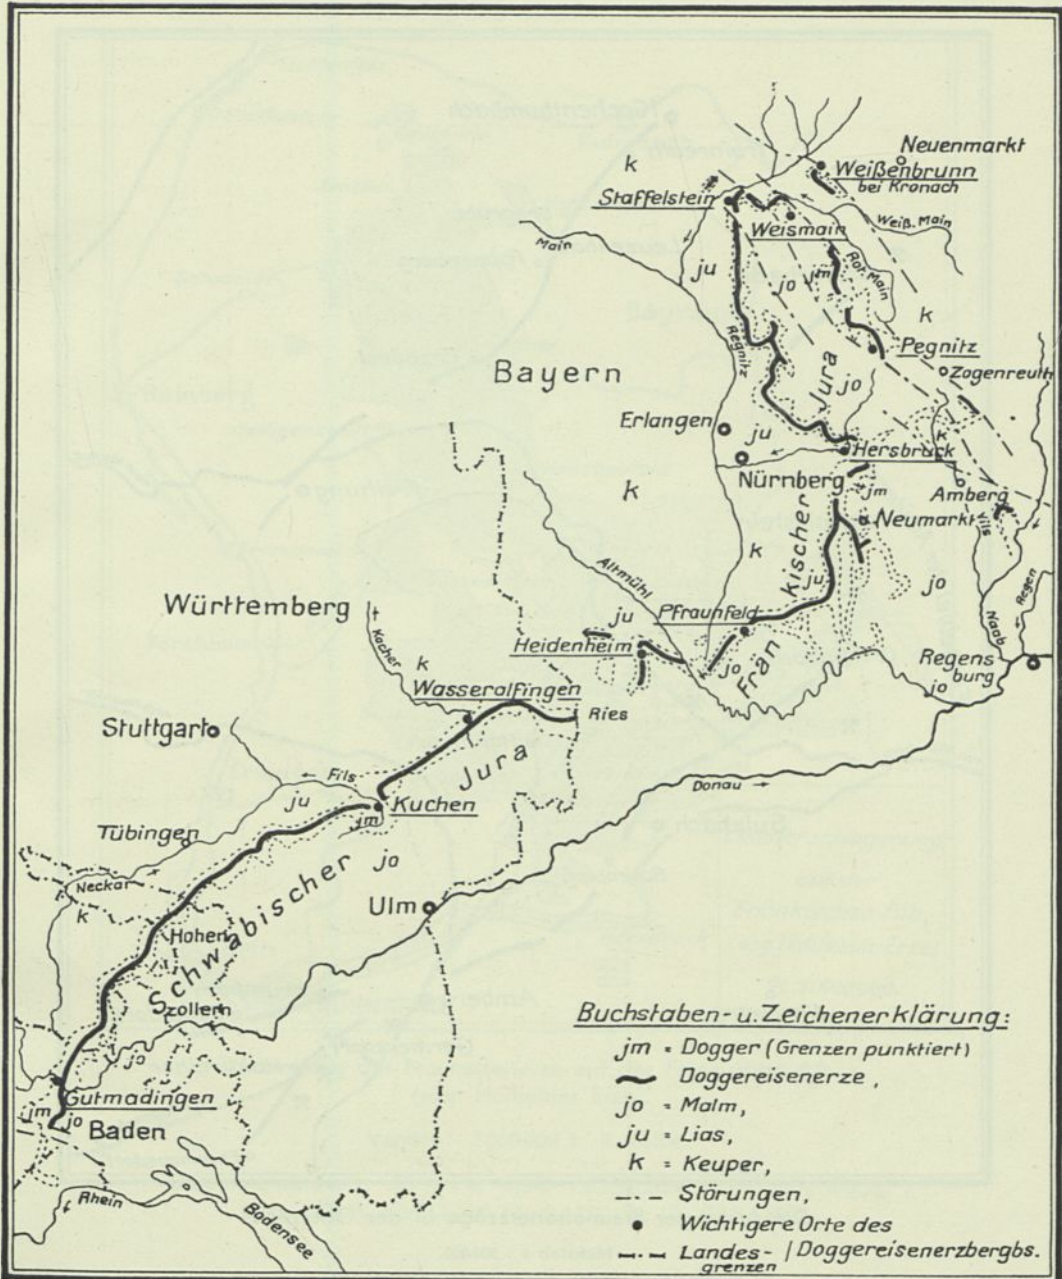 Neuenmarkt
k
Weißenbrunn
bei Kronach
Staffelstein
Weismain
Weiß. Main
Main
ju
jo
jm
Rot. Main
k
Regnitz
Pegnitz
Zogenreuth
Bayern
Jura
jo
Erlangen
ju
k
Hersbruck
Nürnberg
jm
Amberg
k
Neumarkt
Vils
Altmühl
k
kischer
ju
jo
Regen
Naab
Württemberg
Kocher
k
ju
Pfraunfeld
Heidenheim
jo
Frän
Regens
burg
jo
Wasseralfingen
Ries
Stuttgart
Jura
Fils
ju
Donau
Kuchen
jm
Tübingen
jo
Neckar
k
Schwäbischer
Ulm
Hohen
zollern
jo
Gutmadingen
jm
jo
Baden
Rhein
Bodensee
Buchstaben- u. Zeichenerklärung:
jm = Dogger (Grenzen punktiert)
Doggereisenerze,
jo = Malm,
ju = Lias,
k = Keuper,
Störungen,
Wichtigere Orte des
Landes- / Doggereisenerzbergbs.
grenzen